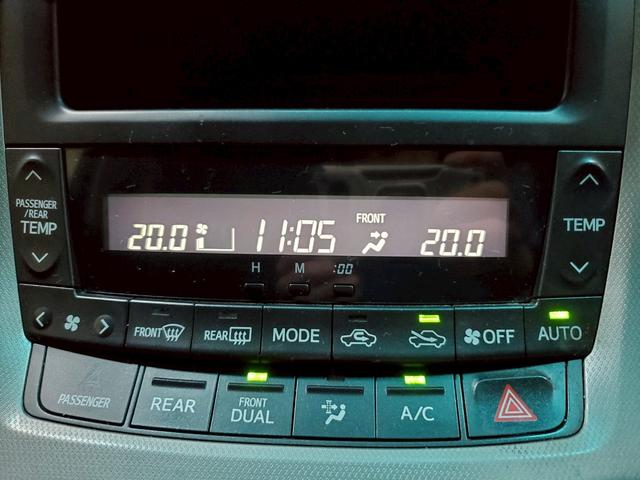 PASSENGER
/REAR
TEMP
TEMP
20.0 11:05 FRONT 20.0
H M :00
FRONT REAR MODE OFF AUTO
PASSENGER REAR FRONT DUAL A/C